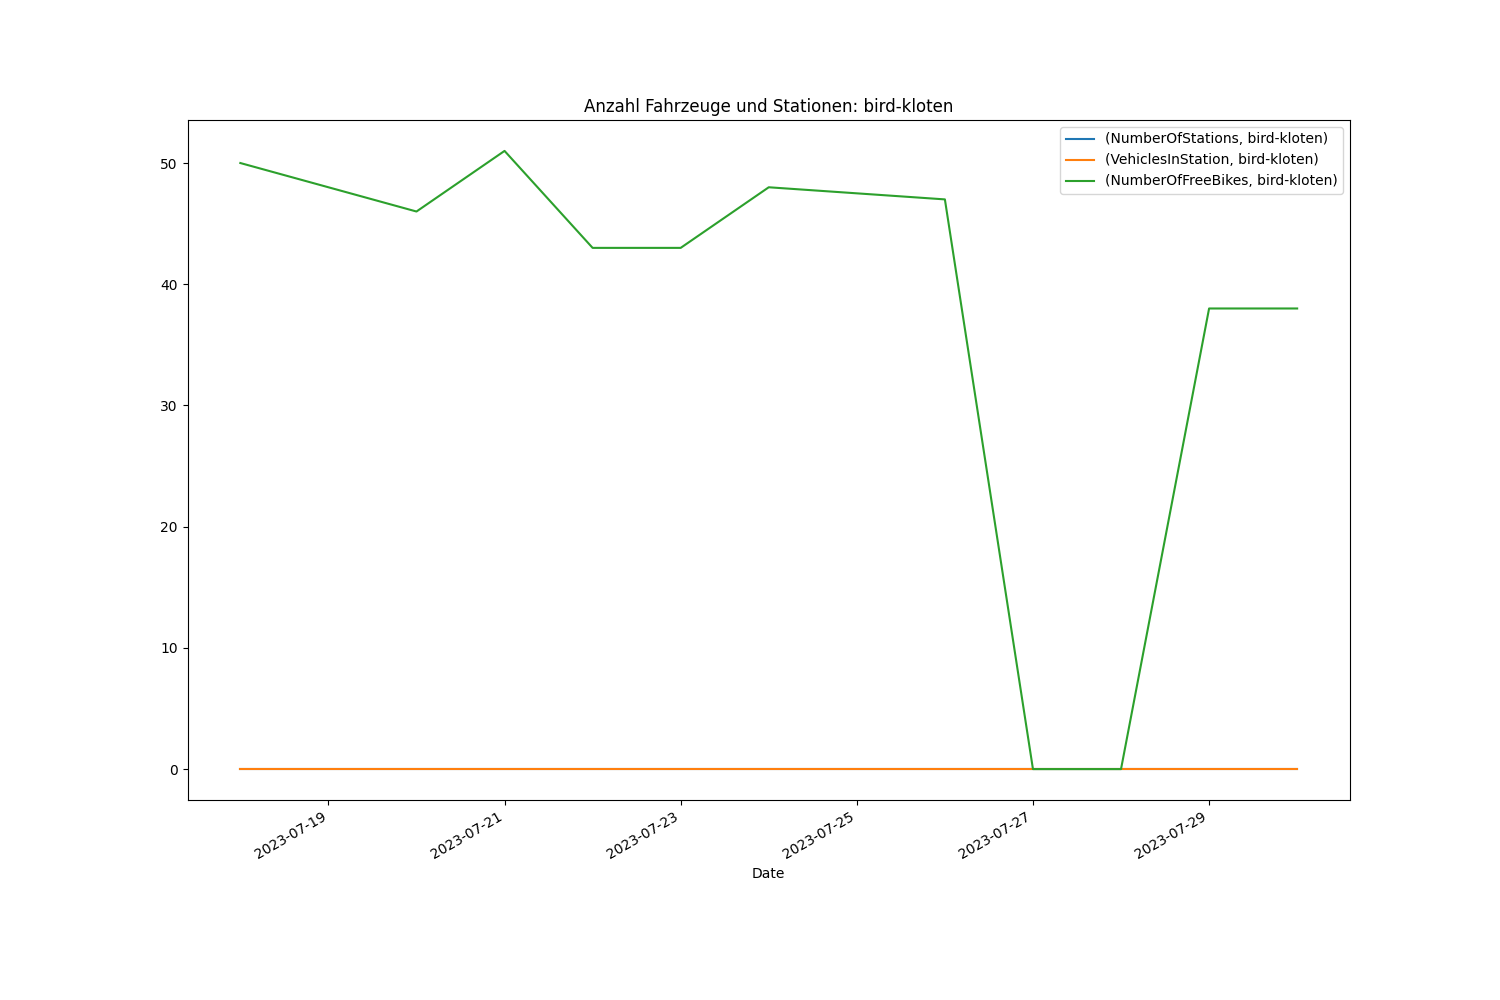 Anzahl Fahrzeuge und Stationen: bird-kloten
(NumberOfStations, bird-kloten)
(VehiclesInStation, bird-kloten)
(NumberOfFreeBikes, bird-kloten)
50
40
30
20
10
0
2023-07-19
2023-07-21
2023-07-23
2023-07-25
2023-07-27
2023-07-29
Date